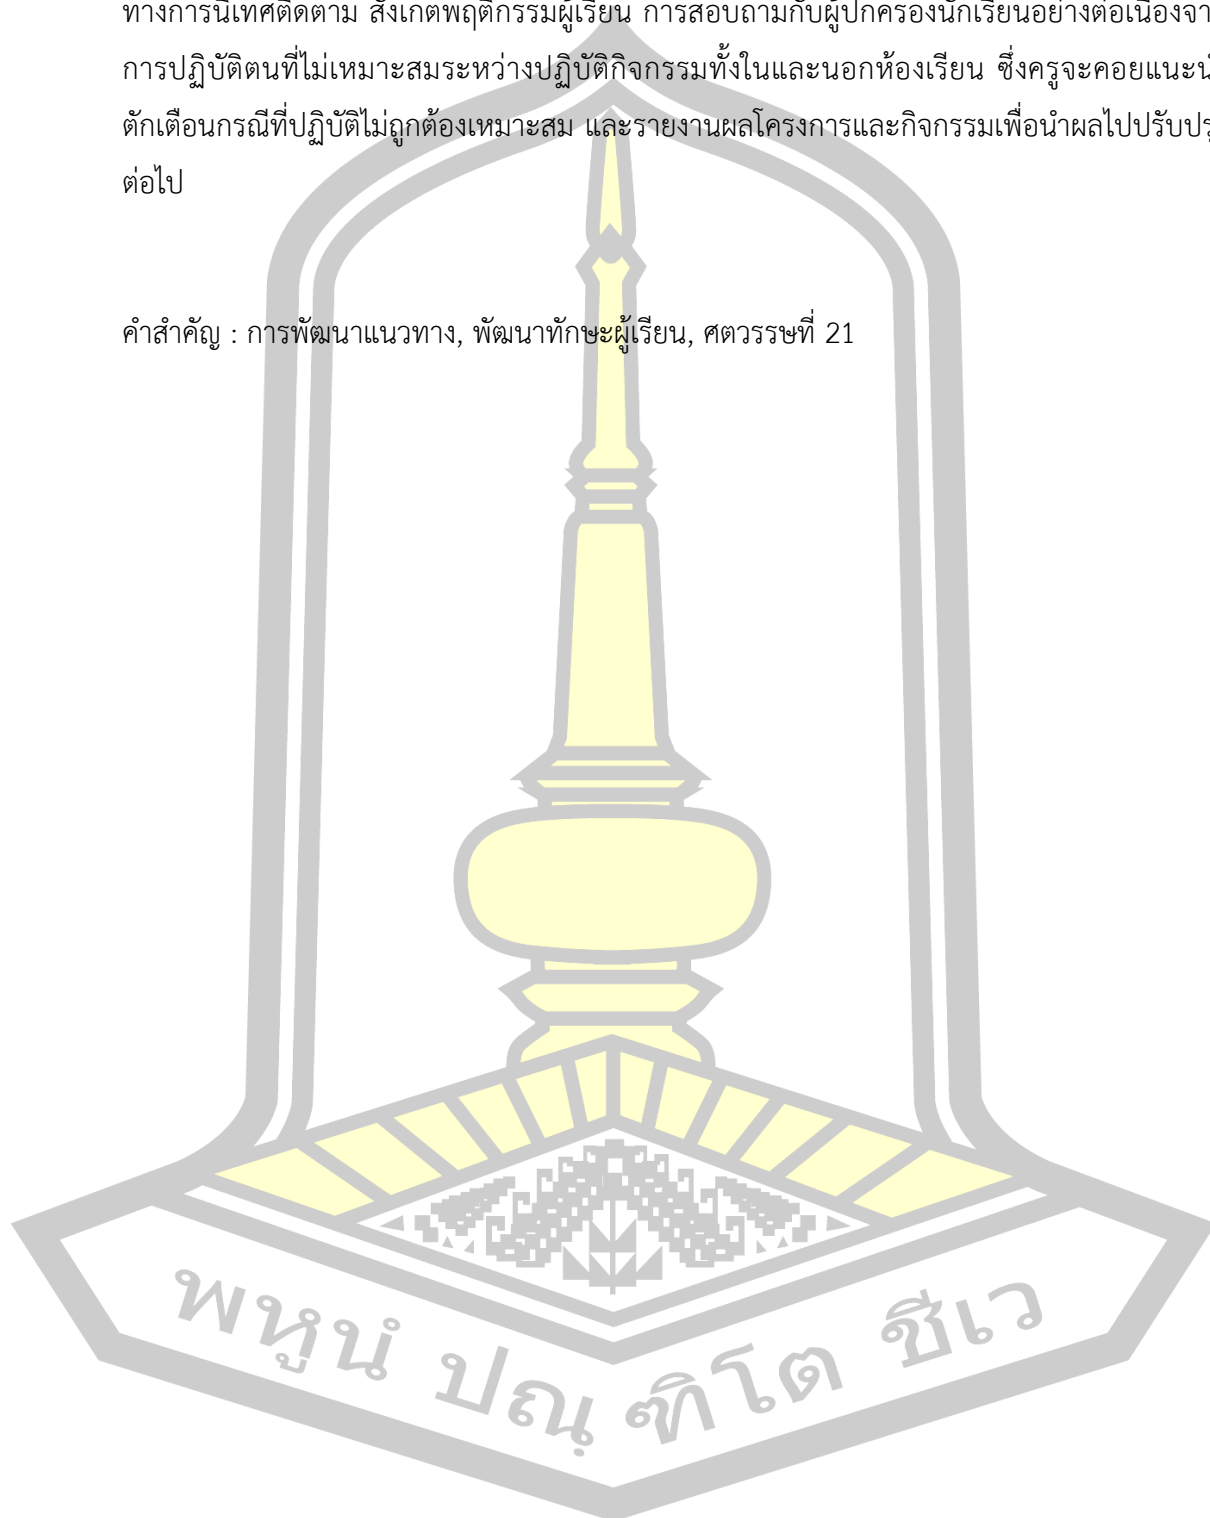 ทางการนิเทศติดตาม สังเกตพฤติกรรมผู้เรียน การสอบถามกับผู้ปกครองนักเรียนอย่างต่อเนื่องจา
การปฏิบัติตนที่ไม่เหมาะสมระหว่างปฏิบัติกิจกรรมทั้งในและนอกห้องเรียน ซึ่งครูจะคอยแนะน
ตักเตือนกรณีที่ปฏิบัติไม่ถูกต้องเหมาะสม และรายงานผลโครงการและกิจกรรมเพื่อนำผลไปปรับปร
ต่อไป
คำสำคัญ : การพัฒนาแนวทาง, พัฒนาทักษะผู้เรียน, ศตวรรษที่ 21
พหูนํ ปณฺฑิโต ชีเว